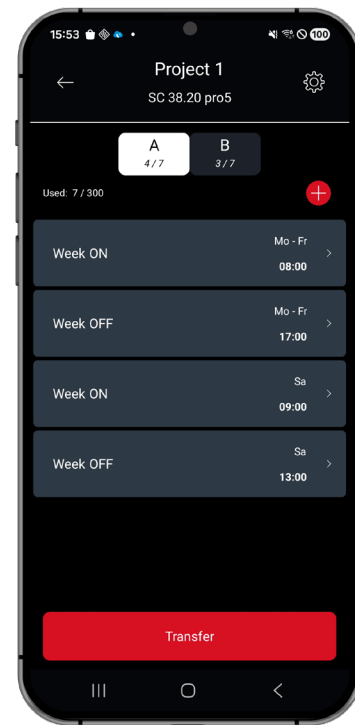 15:53
100
Project 1
SC 38.20 pro5
A
4 / 7
B
3 / 7
Used: 7 / 300
Week ON
Mo - Fr
08:00
Week OFF
Mo - Fr
17:00
Week ON
Sa
09:00
Week OFF
Sa
13:00
Transfer